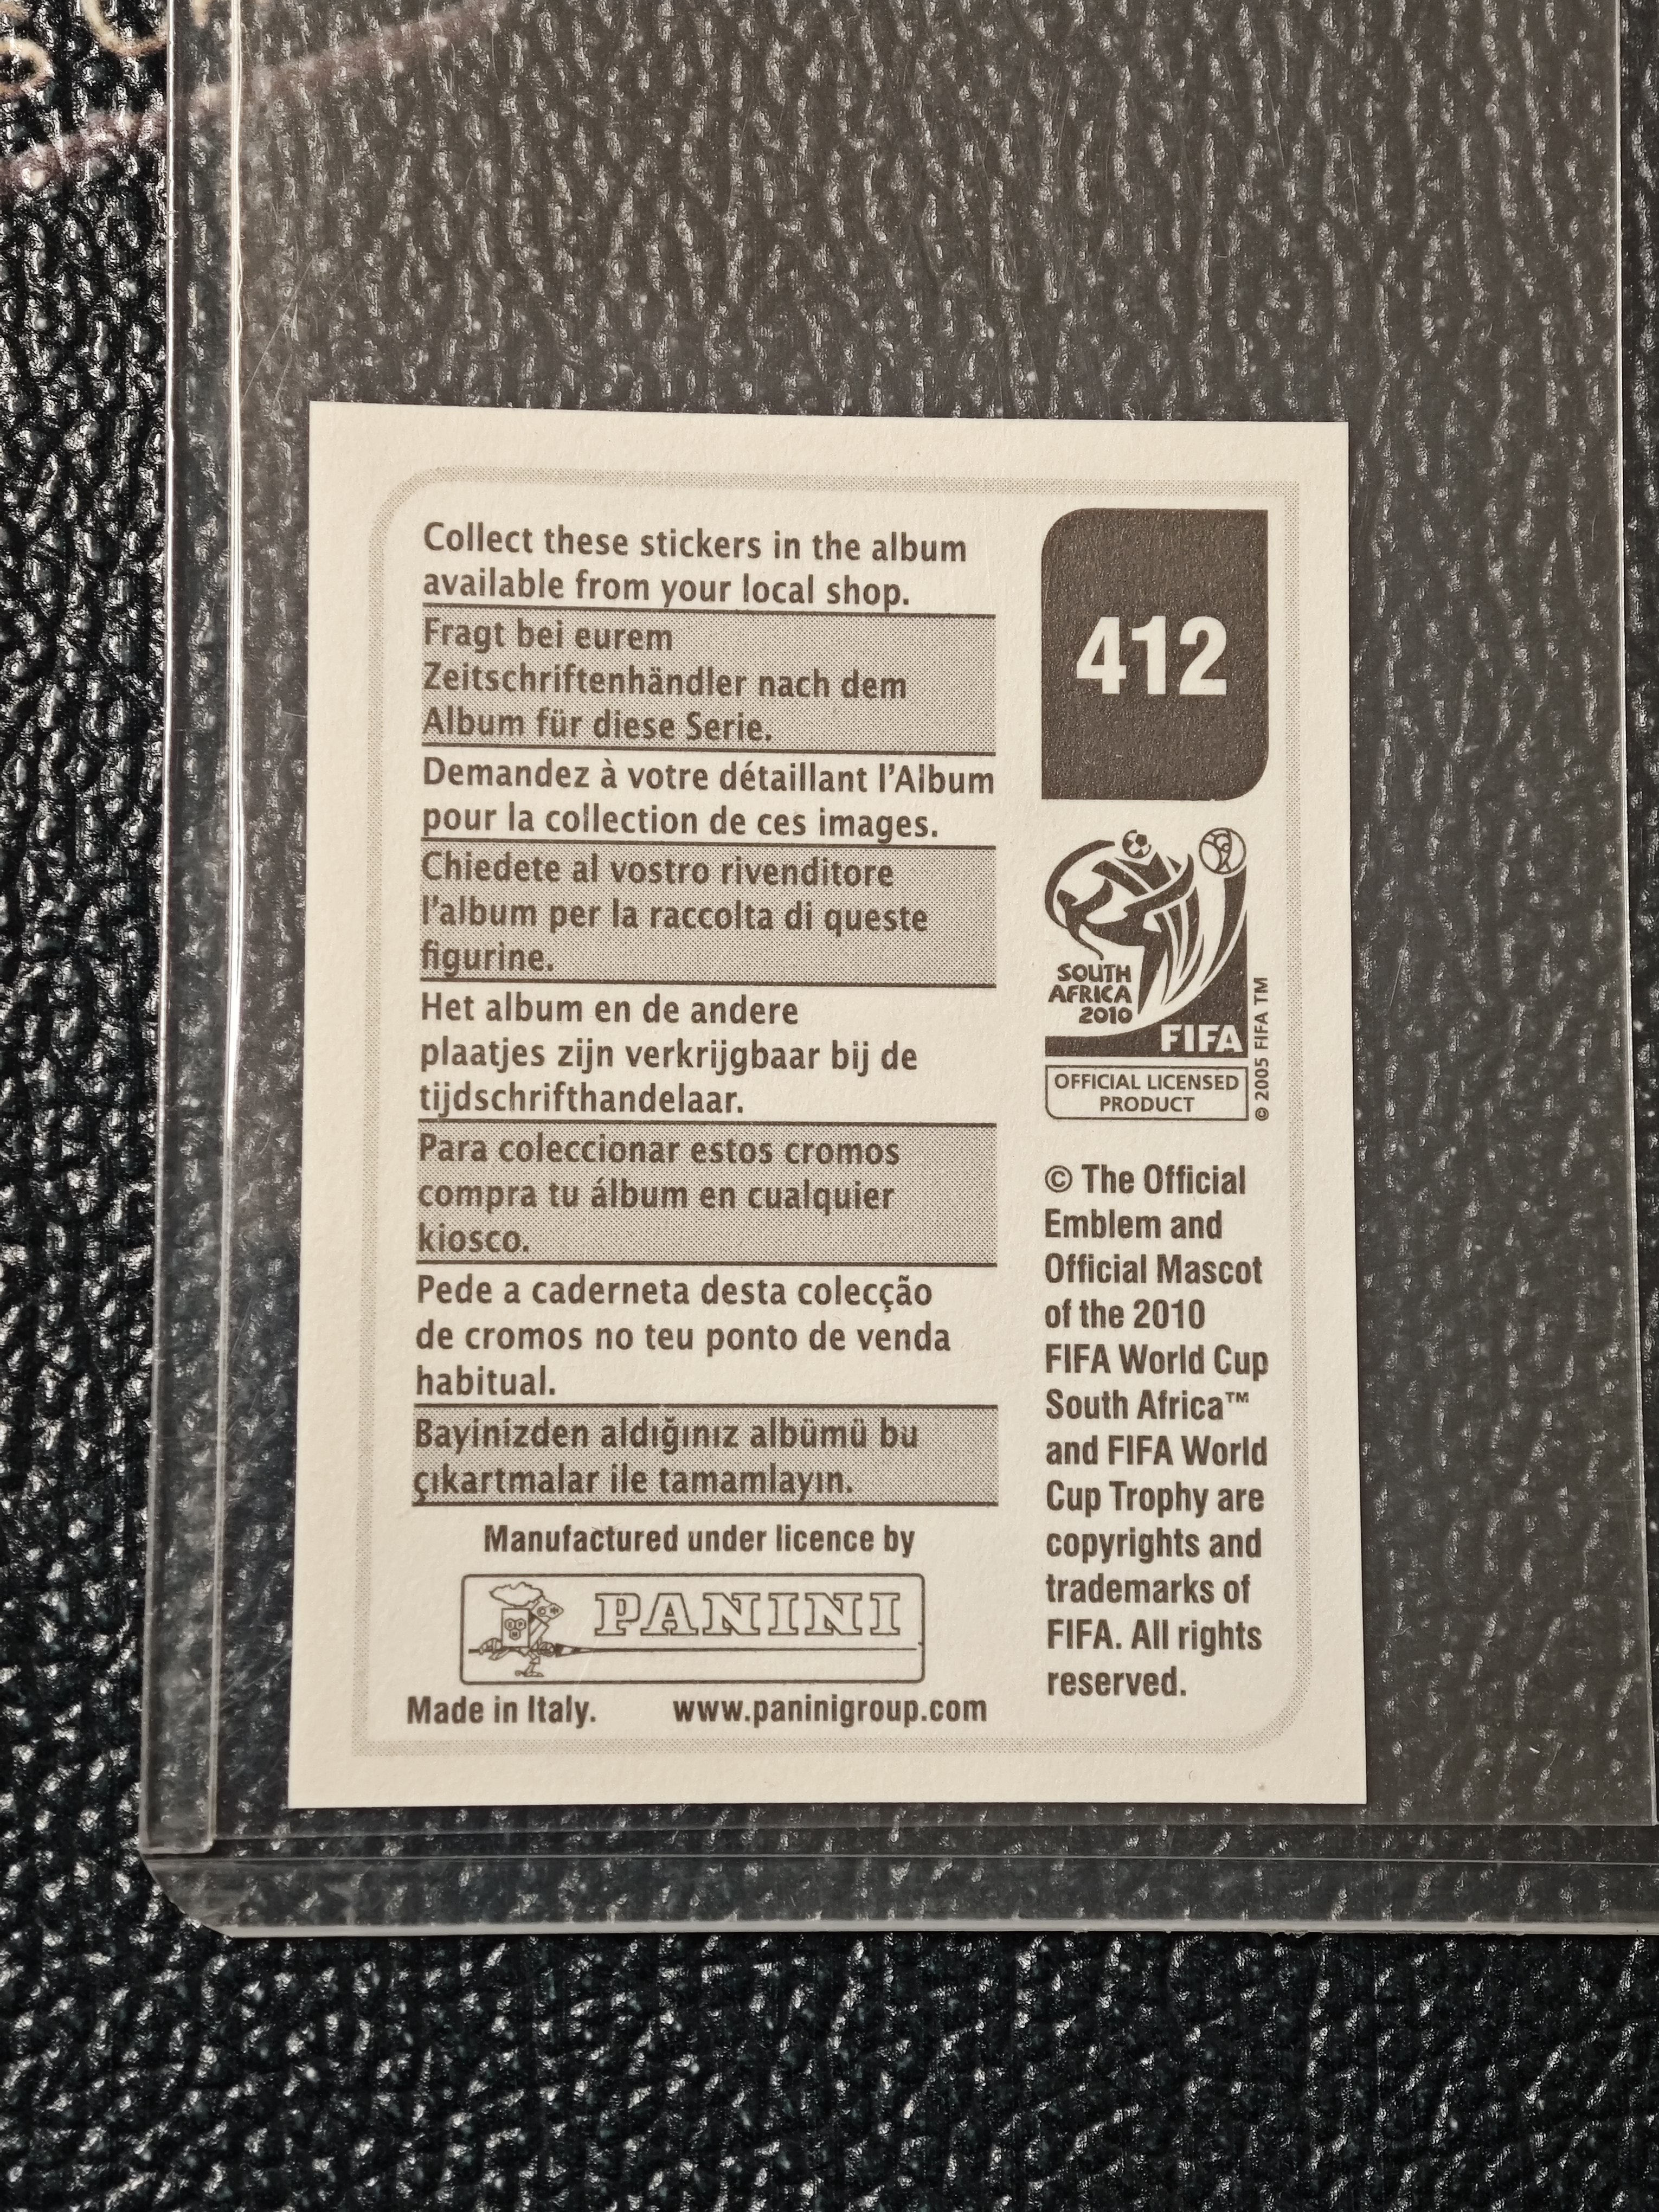 Collect these stickers in the album
available from your local shop.
Fragt bei eurem
Zeitschriftenhändler nach dem
Album für diese Serie.
Demandez à votre détaillant l'Album
pour la collection de ces images.
Chiedete al vostro rivenditore
l'album per la raccolta di queste
figurine.
Het album en de andere
plaatjes zijn verkrijgbaar bij de
tijdschrifthandelaar.
Para coleccionar estos cromos
compra tu álbum en cualquier
kiosco.
Pede a caderneta desta colecção
de cromos no teu ponto de venda
habitual.
Bayinizden aldığınız albümü bu
çıkartmalar ile tamamlayın.
Manufactured under licence by
PANINI
Made in Italy. www.paninigroup.com
412
SOUTH
AFRICA
2010
FIFA
OFFICIAL LICENSED
PRODUCT
© 2005 FIFA TM
© The Official
Emblem and
Official Mascot
of the 2010
FIFA World Cup
South Africa™
and FIFA World
Cup Trophy are
copyrights and
trademarks of
FIFA. All rights
reserved.